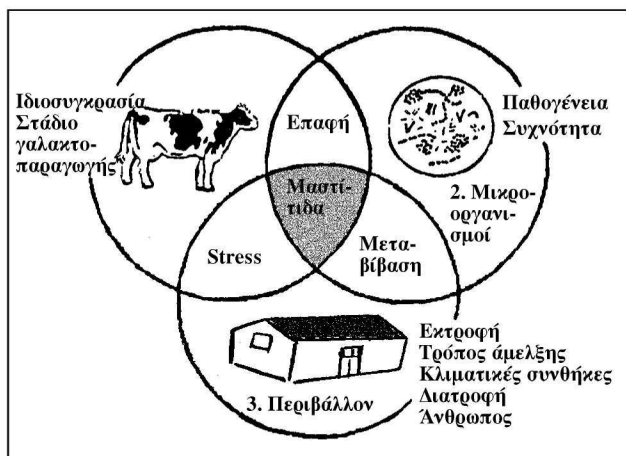 Ιδιοσυγκρασία
Στάδιο
γαλακτο-
παραγωγής
Επαφή
Παθογένεια
Συχνότητα
2. Μικρο-
οργανι-
σμοί
Μαστί-
τιδα
Stress
Μετα-
βίβαση
3. Περιβάλλον
Εκτροφή
Τρόπος άμελξης
Κλιματικές συνθήκες
Διατροφή
Άνθρωπος